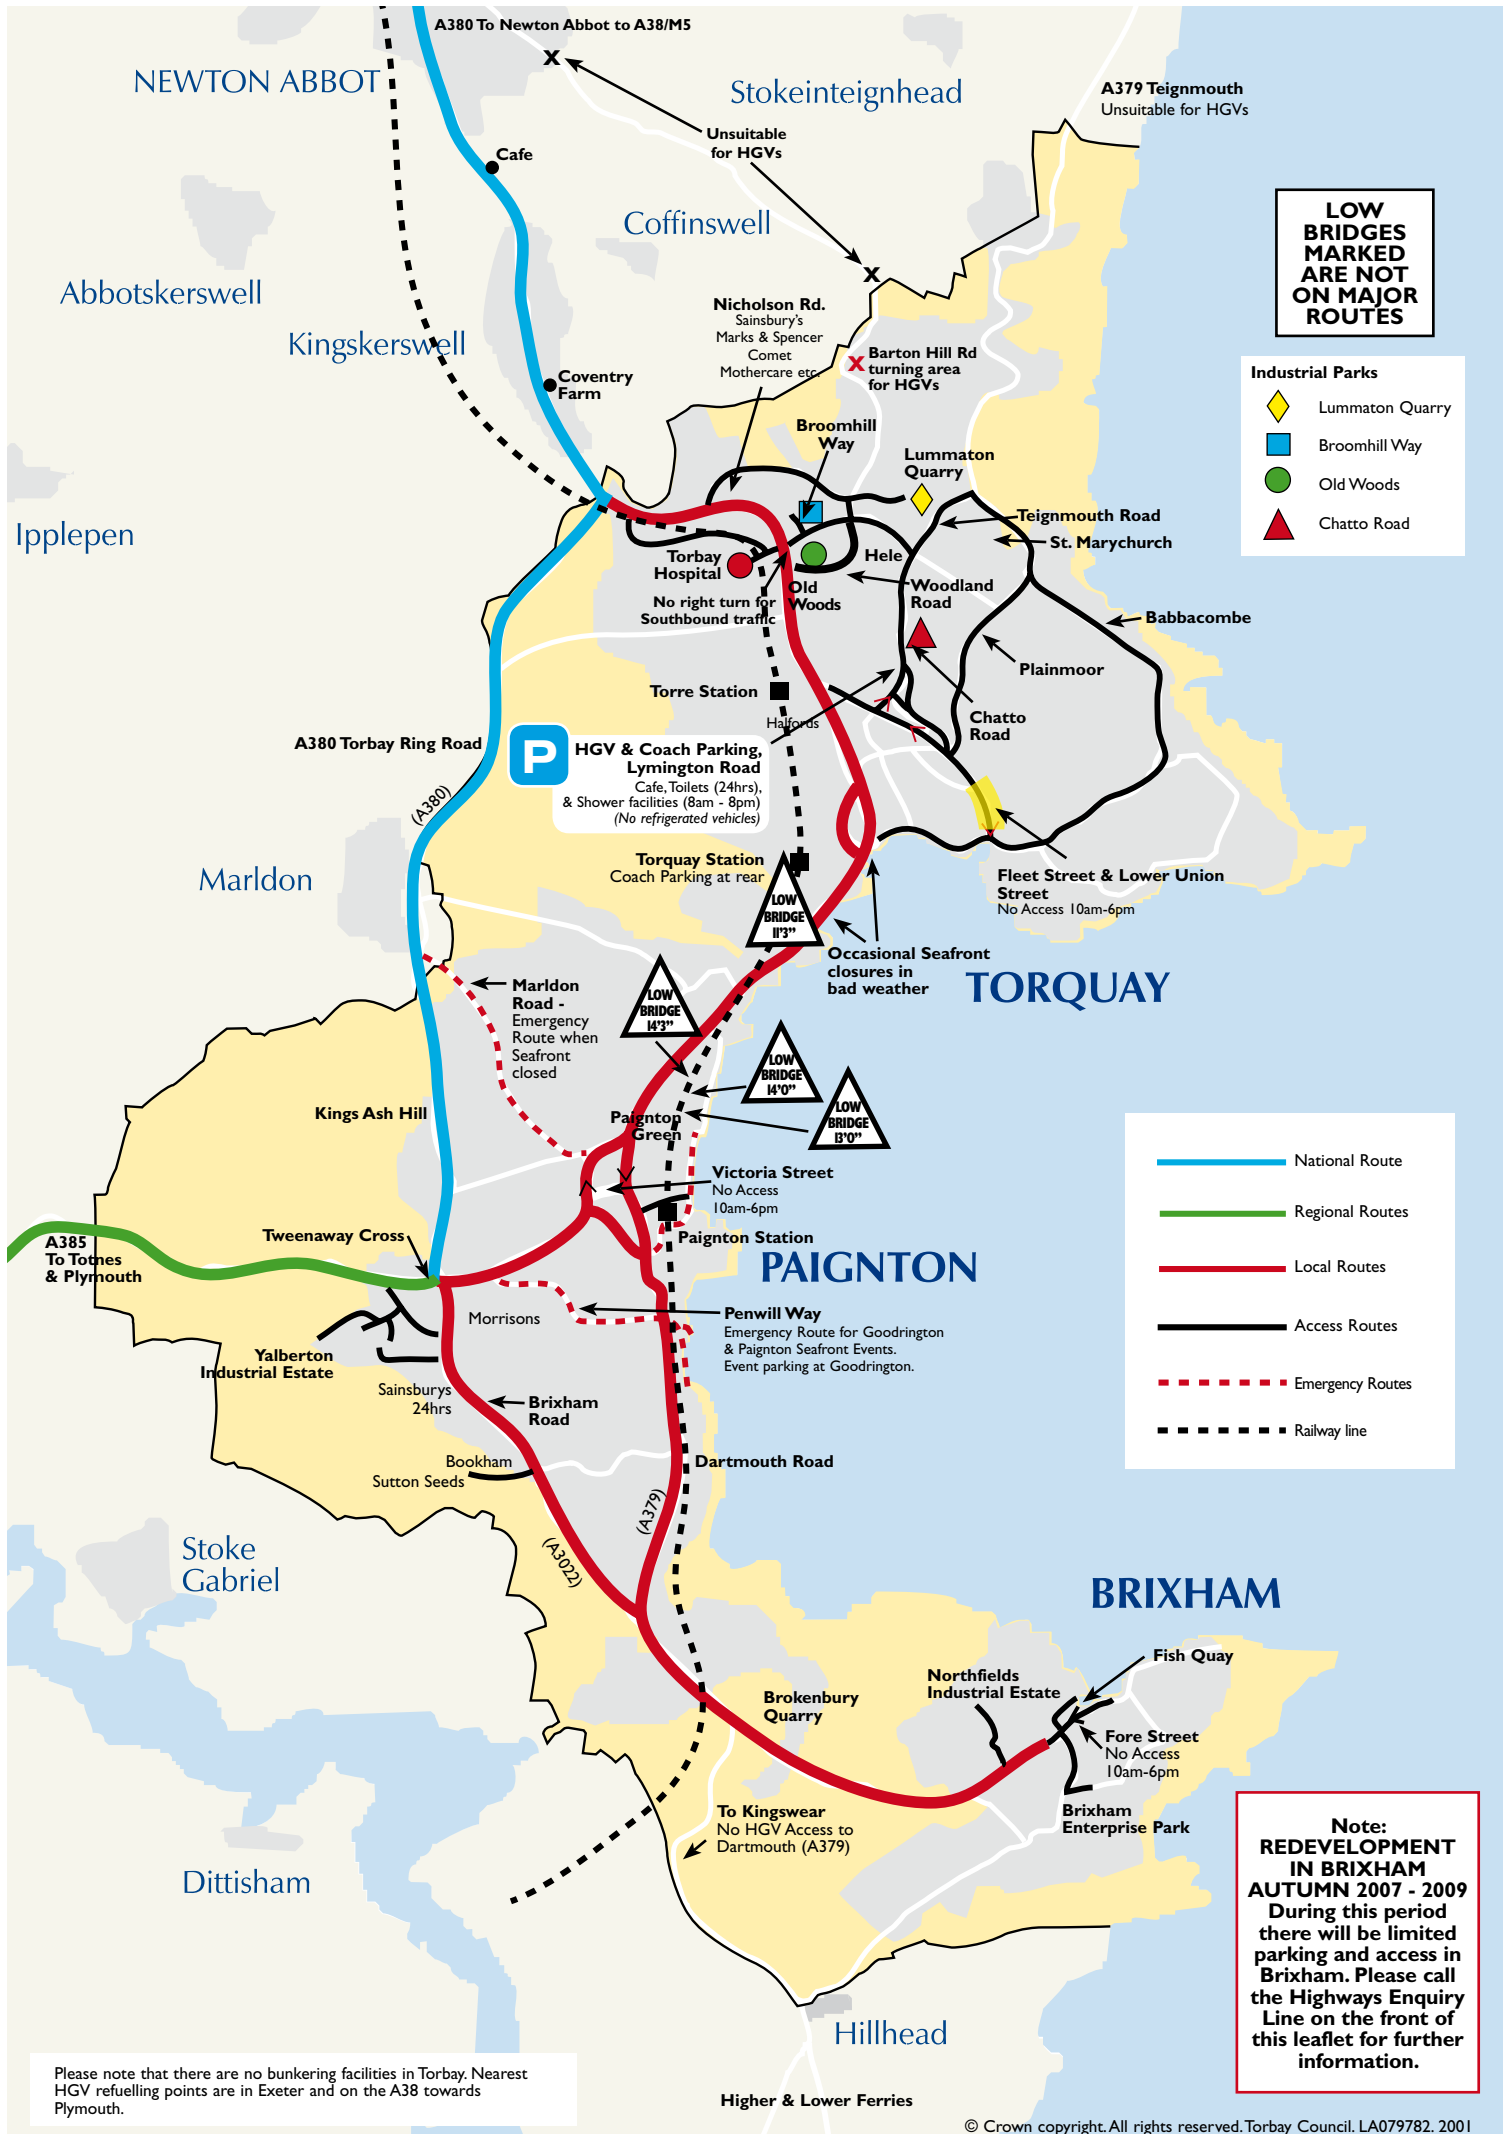 A380 To Newton Abbot to A38/M5
NEWTON ABBOT
Stokeinteignhead
A379 Teignmouth
Unsuitable for HGVs
Unsuitable
for HGVs
Cafe
Coffinswell
LOW
BRIDGES
MARKED
ARE NOT
ON MAJOR
ROUTES
Abbotskerswell
Kingskerswell
Nicholson Rd.
Sainsbury's
Marks & Spencer
Comet
Mothercare etc.
Barton Hill Rd
turning area
for HGVs
Coventry
Farm
Industrial Parks
Lummaton Quarry
Broomhill Way
Old Woods
Chatto Road
Broomhill
Way
Lummaton
Quarry
Ipplepen
Teignmouth Road
St. Marychurch
Torbay
Hospital
Hele
Old
Woods
Woodland
Road
No right turn for
Southbound traffic
Babbacombe
Plainmoor
Torre Station
Halfords
Chatto
Road
A380 Torbay Ring Road
(A380)
P
HGV & Coach Parking,
Lymington Road
Cafe, Toilets (24hrs),
& Shower facilities (8am - 8pm)
(No refrigerated vehicles)
Marldon
Torquay Station
Coach Parking at rear
LOW
BRIDGE
11'3"
Fleet Street & Lower Union
Street
No Access 10am-6pm
Occasional Seafront
closures in
bad weather
TORQUAY
Marldon
Road -
Emergency
Route when
Seafront
closed
LOW
BRIDGE
14'3"
LOW
BRIDGE
14'0"
LOW
BRIDGE
13'0"
Kings Ash Hill
Paignton
Green
Victoria Street
No Access
10am-6pm
National Route
Regional Routes
Local Routes
Access Routes
Emergency Routes
Railway line
A385
To Totnes
& Plymouth
Tweenaway Cross
Paignton Station
PAIGNTON
Morrisons
Penwill Way
Emergency Route for Goodrington
& Paignton Seafront Events.
Event parking at Goodrington.
Yalberton
Industrial Estate
Sainsburys
24hrs
Brixham
Road
Bookham
Sutton Seeds
Dartmouth Road
(A379)
(A3022)
Stoke
Gabriel
BRIXHAM
Fish Quay
Northfields
Industrial Estate
Brokenbury
Quarry
Fore Street
No Access
10am-6pm
To Kingswear
No HGV Access to
Dartmouth (A379)
Brixham
Enterprise Park
Dittisham
Note:
REDEVELOPMENT
IN BRIXHAM
AUTUMN 2007 - 2009
During this period
there will be limited
parking and access in
Brixham. Please call
the Highways Enquiry
Line on the front of
this leaflet for further
information.
Hillhead
Please note that there are no bunkering facilities in Torbay. Nearest
HGV refuelling points are in Exeter and on the A38 towards
Plymouth.
Higher & Lower Ferries
© Crown copyright. All rights reserved. Torbay Council. LA079782. 2001